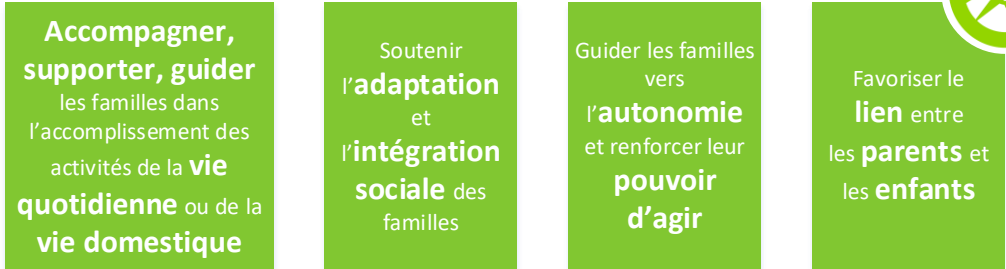 Accompagner,
supporter, guider
les familles dans
l'accomplissement des
activités de la vie
quotidienne ou de la
vie domestique
Soutenir
l'adaptation
et
l'intégration
sociale des
familles
Guider les familles
vers
l'autonomie
et renforcer leur
pouvoir
d'agir
Favoriser le
lien entre
les parents et
les enfants